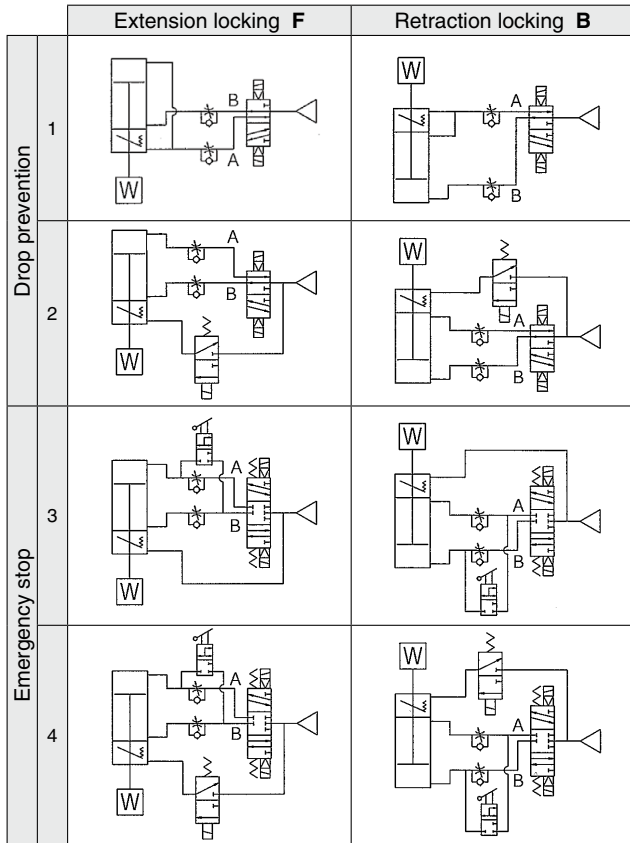 Extension locking F
Retraction locking B
Drop prevention
1
W
B
A
W
A
B
2
W
A
B
W
A
B
Emergency stop
3
W
A
B
W
A
B
4
W
A
B
W
A
B